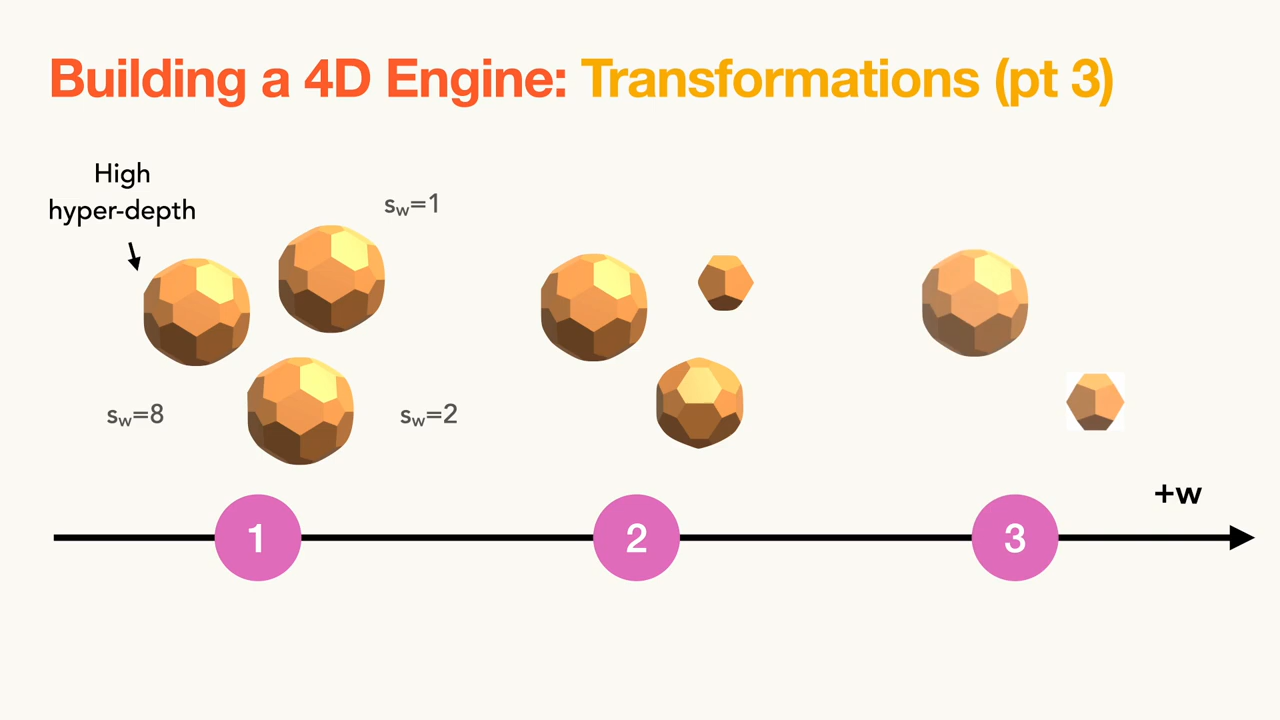 Building a 4D Engine: Transformations (pt 3)
High
hyper-depth
sw=1
sw=8
sw=2
+w
1
2
3